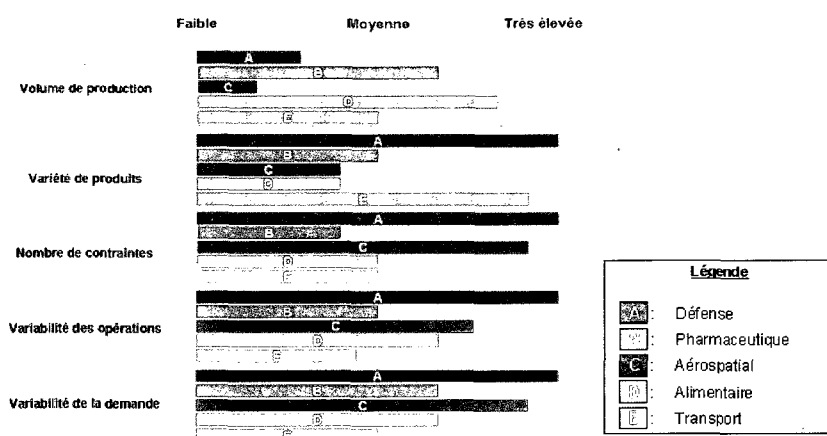 Faible Moyenne Très élevée
A
B
Volume de production
C
D
E
A
B
Variété de produits
C
D
E
A
B
Nombre de contraintes
C
D
E
A
B
Variabilité des opérations
C
D
E
A
B
Variabilité de la demande
C
D
E
Légende
A : Défense
: Pharmaceutique
C : Aérospatial
D : Alimentaire
E : Transport